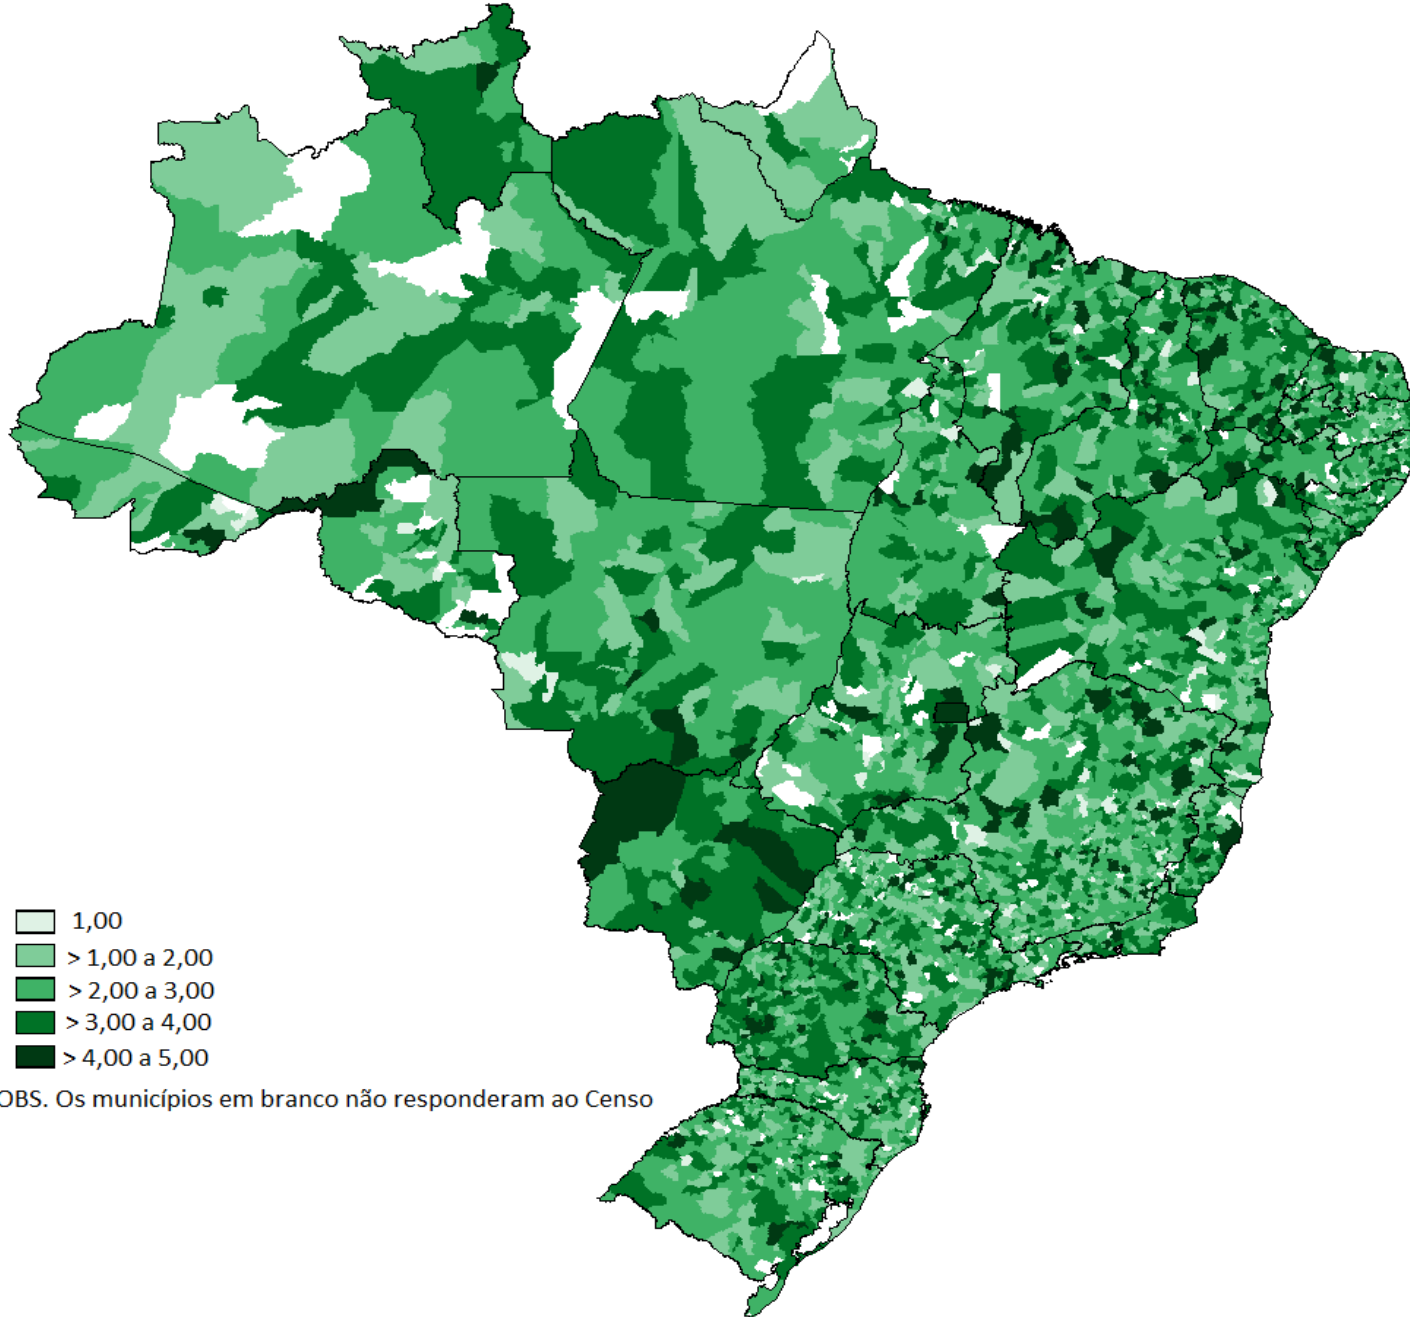 1,00
> 1,00 a 2,00
> 2,00 a 3,00
> 3,00 a 4,00
> 4,00 a 5,00
OBS. Os municípios em branco não responderam ao Censo